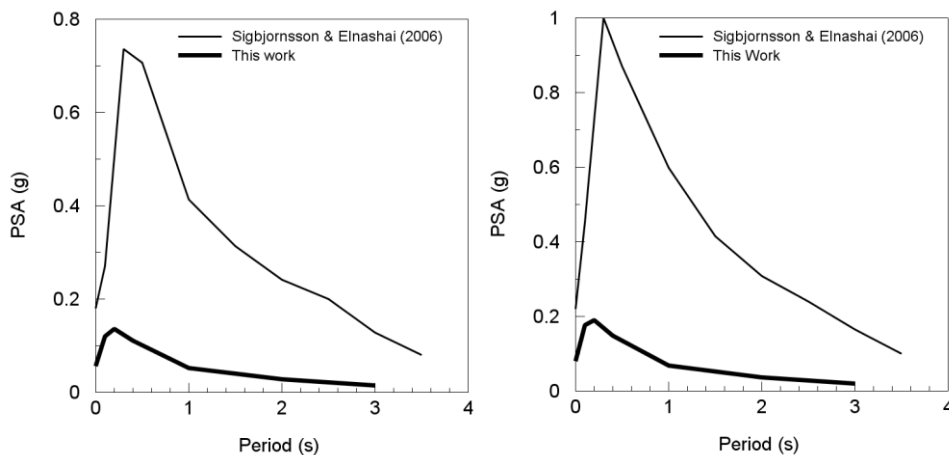 0.8
Sigbjornsson & Elnashai (2006)
This work
0.6
PSA (g)
0.4
0.2
0
0 1 2 3 4
Period (s)
1
Sigbjornsson & Elnashai (2006)
This Work
0.8
0.6
PSA (g)
0.4
0.2
0
0 1 2 3 4
Period (s)